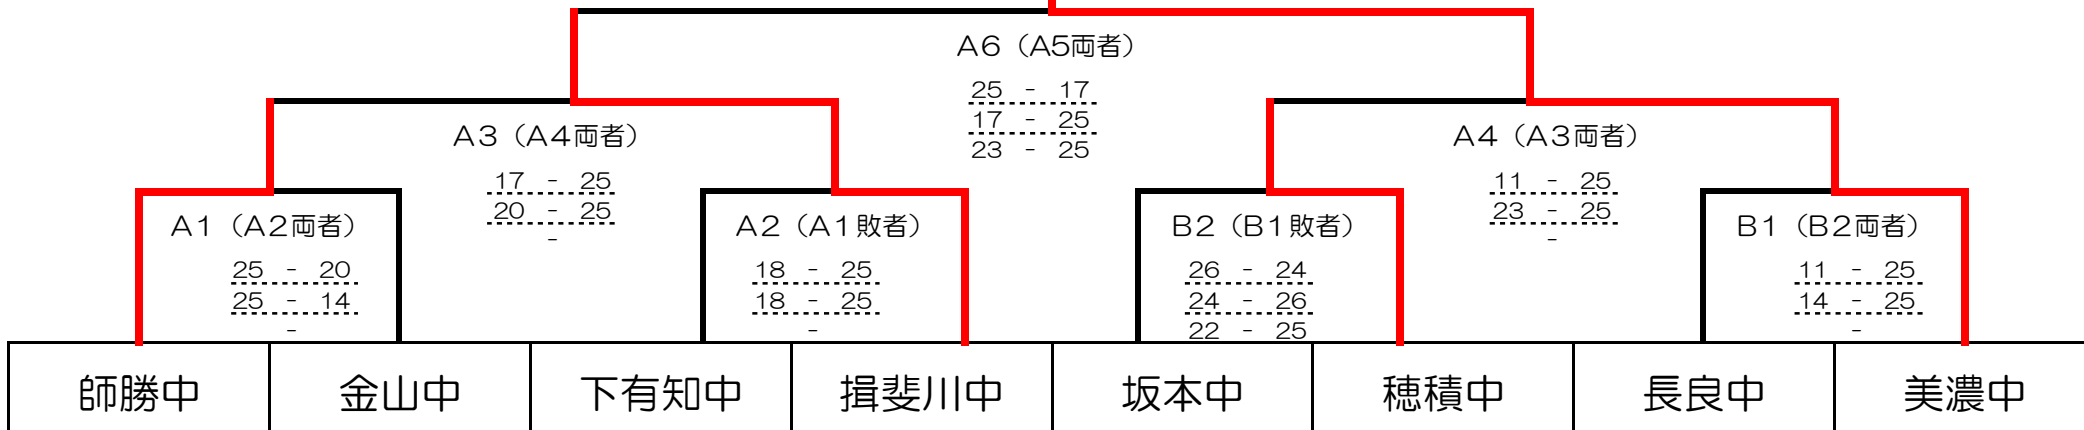 A6（A5両者）
25 - 17
17 - 25
23 - 25
A3（A4両者）
17 - 25
20 - 25
-
A4（A3両者）
11 - 25
23 - 25
-
A1（A2両者）
25 - 20
25 - 14
-
A2（A1敗者）
18 - 25
18 - 25
-
B2（B1敗者）
26 - 24
24 - 26
22 - 25
B1（B2両者）
11 - 25
14 - 25
-
師勝中 金山中 下有知中 揖斐川中 坂本中 穂積中 長良中 美濃中